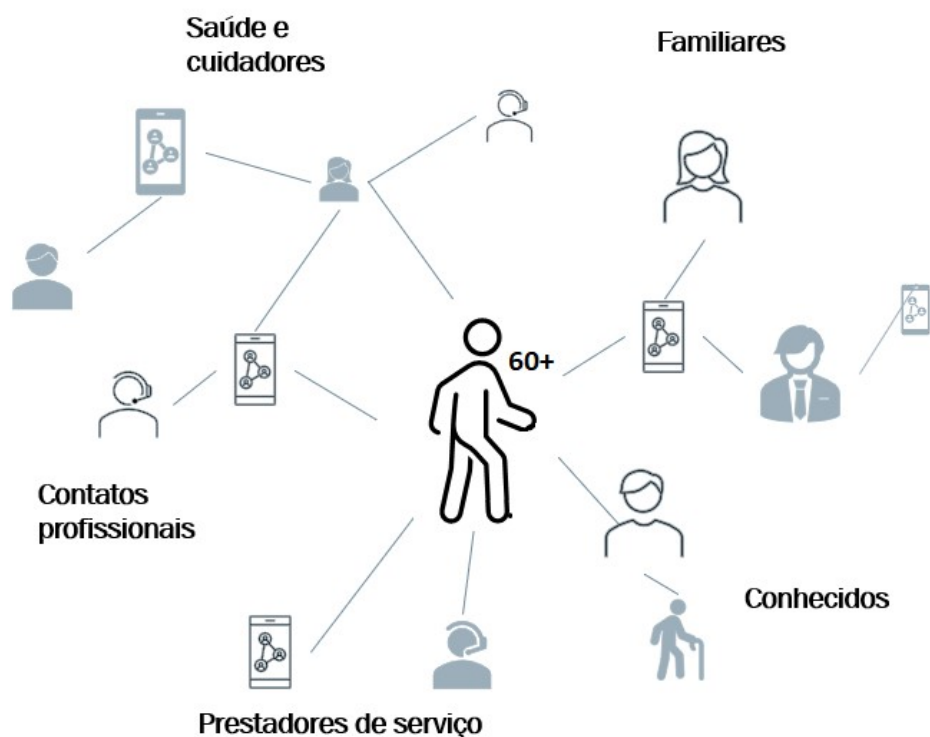 Saúde e
cuidadores
Familiares
60+
Contatos
profissionais
Conhecidos
Prestadores de serviço